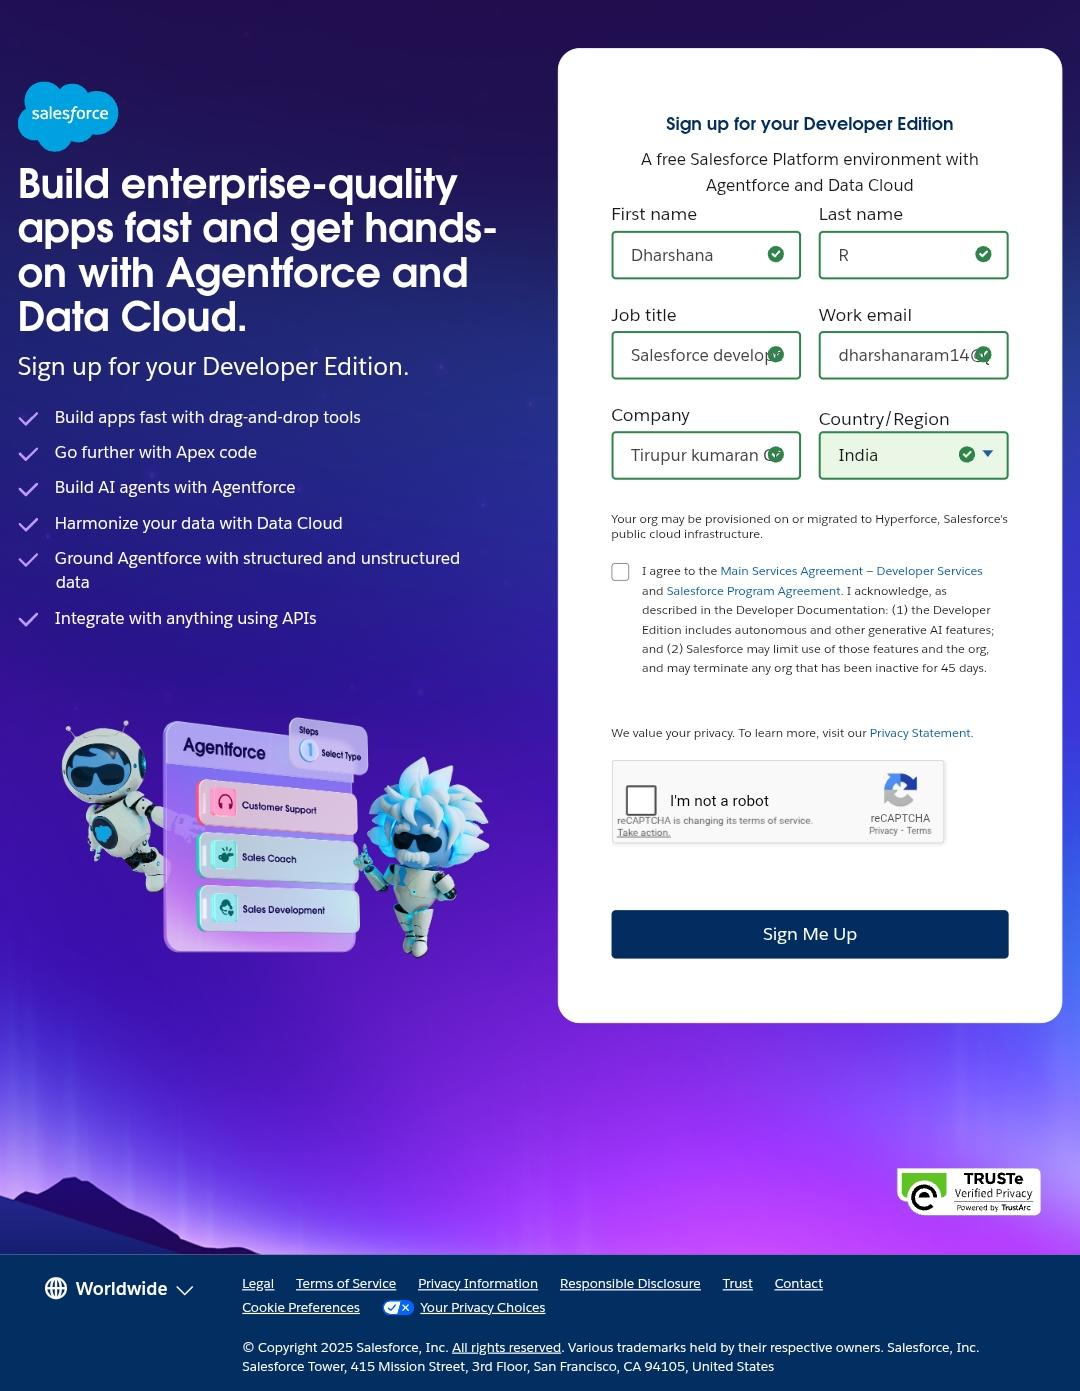 salesforce
Build enterprise-quality
apps fast and get hands-
on with Agentforce and
Data Cloud.
Sign up for your Developer Edition.
Build apps fast with drag-and-drop tools
Go further with Apex code
Build AI agents with Agentforce
Harmonize your data with Data Cloud
Ground Agentforce with structured and unstructured
data
Integrate with anything using APIs
Agentforce
Steps
1 Select Type
Customer Support
Sales Coach
Sales Development
Sign up for your Developer Edition
A free Salesforce Platform environment with
Agentforce and Data Cloud
First name Last name
Dharshana R
Job title Work email
Salesforce develop
Company Country/Region
Tirupur kumaran India
Your org may be provisioned on or migrated to Hyperforce, Salesforce's
public cloud infrastructure.
I agree to the Main Services Agreement – Developer Services
and Salesforce Program Agreement. I acknowledge, as
described in the Developer Documentation: (1) the Developer
Edition includes autonomous and other generative AI features;
and (2) Salesforce may limit use of those features and the org,
and may terminate any org that has been inactive for 45 days.
We value your privacy. To learn more, visit our Privacy Statement.
I'm not a robot
reCAPTCHA is changing its terms of service.
Take action.
reCAPTCHA
Privacy - Terms
Sign Me Up
TRUSTe
Verified Privacy
Powered by TrustArc
Worldwide
Legal Terms of Service Privacy Information Responsible Disclosure Trust Contact
Cookie Preferences Your Privacy Choices
© Copyright 2025 Salesforce, Inc. All rights reserved. Various trademarks held by their respective owners. Salesforce, Inc.
Salesforce Tower, 415 Mission Street, 3rd Floor, San Francisco, CA 94105, United States